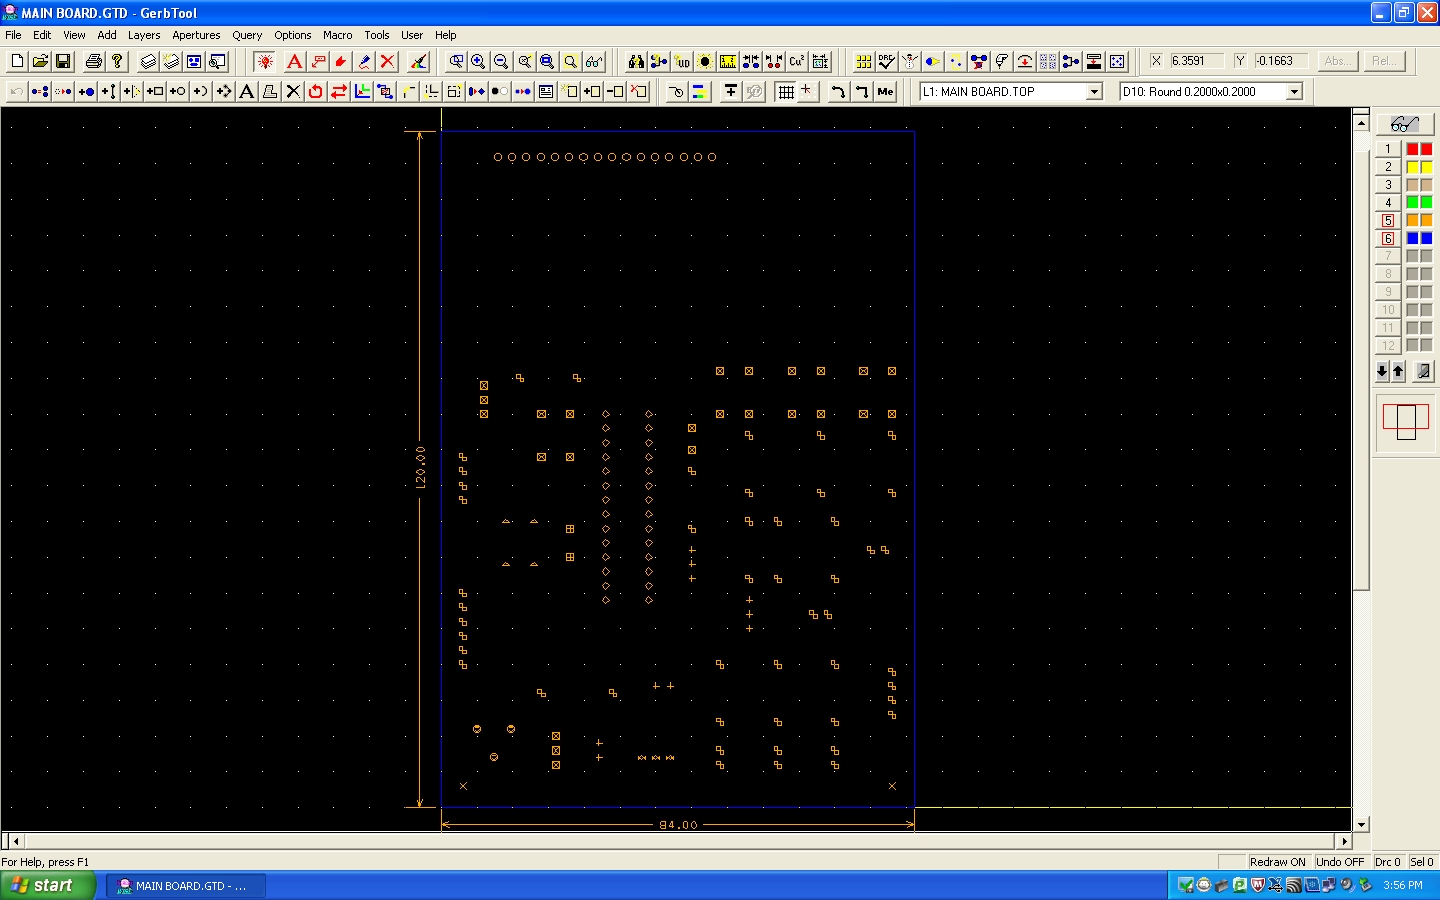 MAIN BOARD.GTD - GerbTool
File Edit View Add Layers Apertures Query Options Macro Tools User Help
DRC X 6.3591 Y -0.1663 Abs... Rel...
Me L1: MAIN BOARD.TOP D10: Round 0.2000x0.2000
1
2
3
4
5
6
7
8
9
10
11
12
120.00
84.00
For Help, press F1 Redraw ON Undo OFF Drc 0 Sel 0
start MAIN BOARD.GTD - ... 3:56 PM